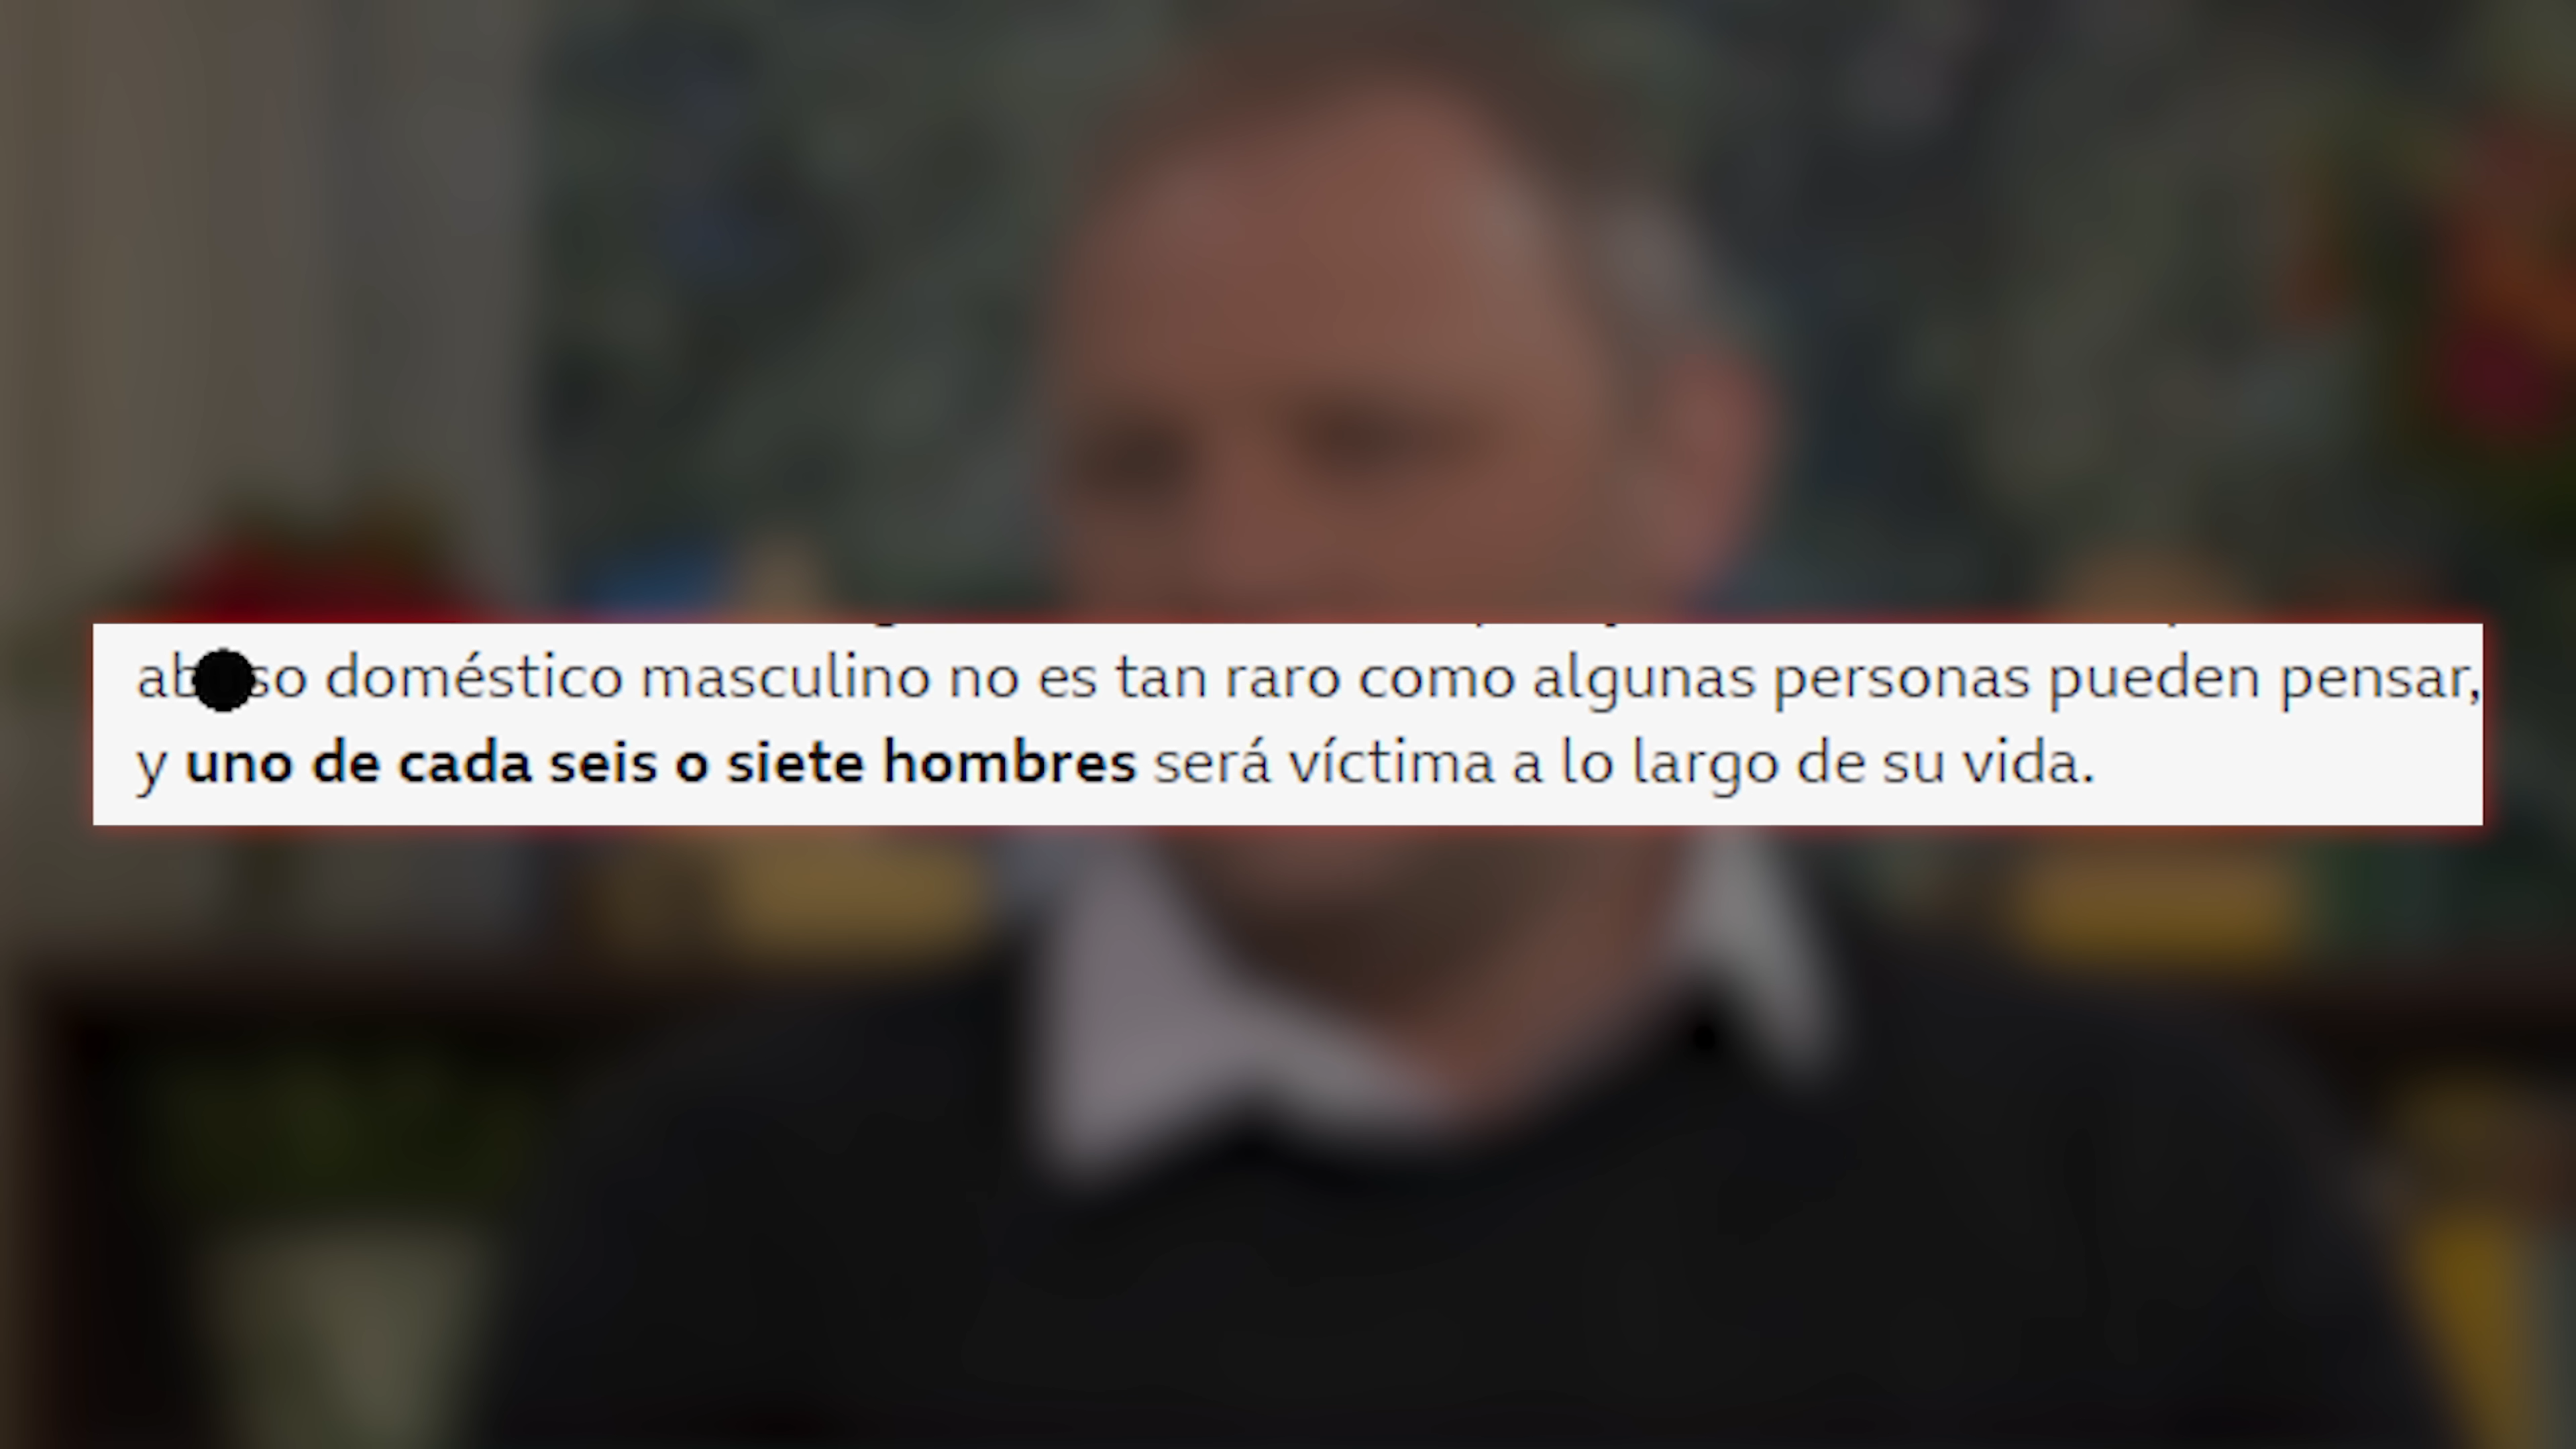 abuso doméstico masculino no es tan raro como algunas personas pueden pensar,
y uno de cada seis o siete hombres será víctima a lo largo de su vida.